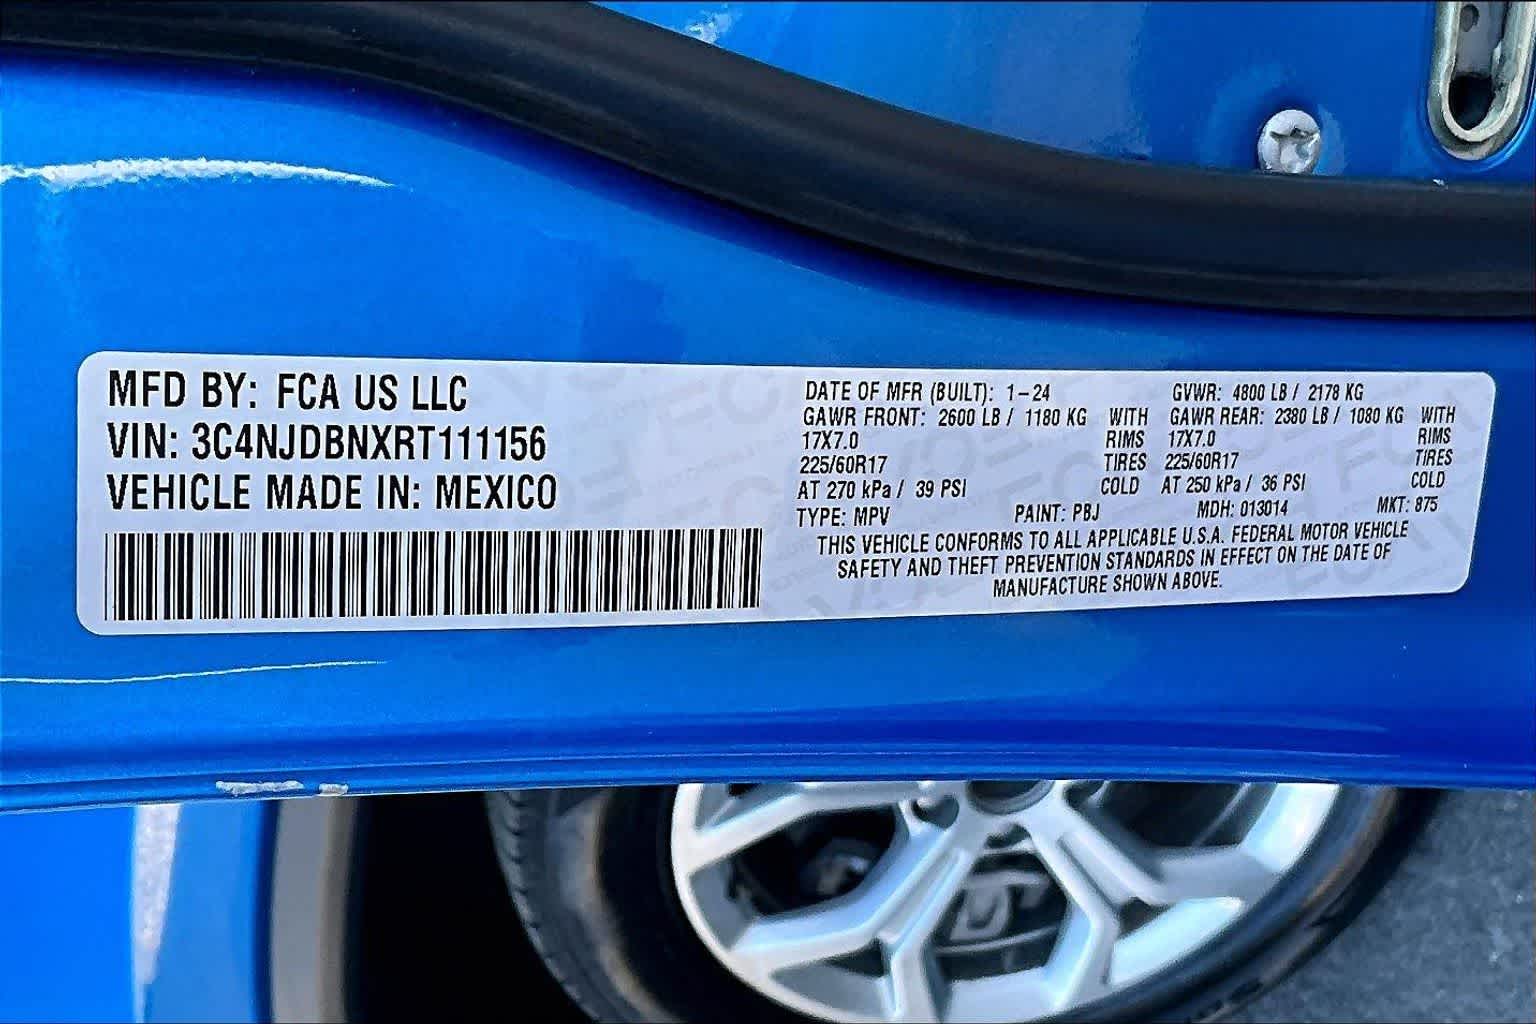 MFD BY: FCA US LLC
VIN: 3C4NJDBNXRT111156
VEHICLE MADE IN: MEXICO
DATE OF MFR (BUILT): 1-24 GVWR: 4800 LB / 2178 KG
GAWR FRONT: 2600 LB / 1180 KG WITH GAWR REAR: 2380 LB / 1080 KG WITH
17X7.0 RIMS 17X7.0 RIMS
225/60R17 TIRES 225/60R17 TIRES
AT 270 kPa / 39 PSI COLD AT 250 kPa / 36 PSI COLD
TYPE: MPV PAINT: PBJ MDH: 013014 MKT: 875
THIS VEHICLE CONFORMS TO ALL APPLICABLE U.S.A. FEDERAL MOTOR VEHICLE
SAFETY AND THEFT PREVENTION STANDARDS IN EFFECT ON THE DATE OF
MANUFACTURE SHOWN ABOVE.